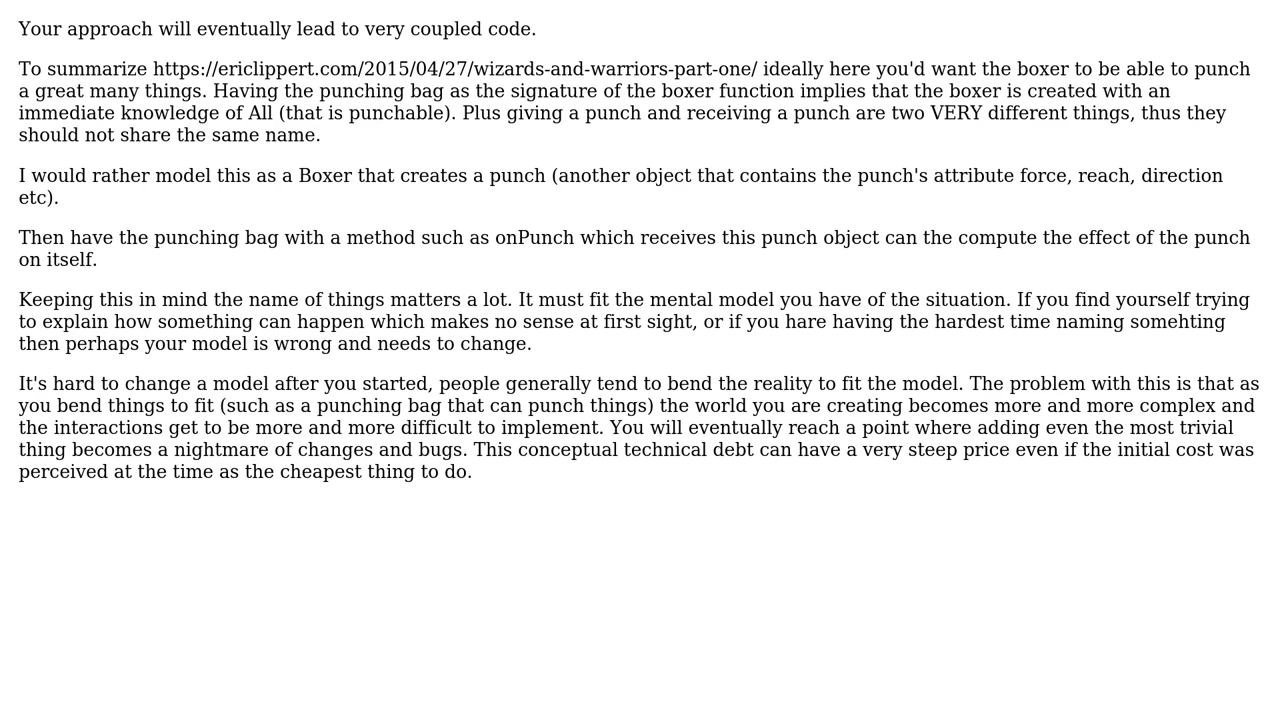 Your approach will eventually lead to very coupled code.
To summarize https://ericlippert.com/2015/04/27/wizards-and-warriors-part-one/ ideally here you'd want the boxer to be able to punch
a great many things. Having the punching bag as the signature of the boxer function implies that the boxer is created with an
immediate knowledge of All (that is punchable). Plus giving a punch and receiving a punch are two VERY different things, thus they
should not share the same name.
I would rather model this as a Boxer that creates a punch (another object that contains the punch's attribute force, reach, direction
etc).
Then have the punching bag with a method such as onPunch which receives this punch object can the compute the effect of the punch
on itself.
Keeping this in mind the name of things matters a lot. It must fit the mental model you have of the situation. If you find yourself trying
to explain how something can happen which makes no sense at first sight, or if you hare having the hardest time naming somehting
then perhaps your model is wrong and needs to change.
It's hard to change a model after you started, people generally tend to bend the reality to fit the model. The problem with this is that as
you bend things to fit (such as a punching bag that can punch things) the world you are creating becomes more and more complex and
the interactions get to be more and more difficult to implement. You will eventually reach a point where adding even the most trivial
thing becomes a nightmare of changes and bugs. This conceptual technical debt can have a very steep price even if the initial cost was
perceived at the time as the cheapest thing to do.